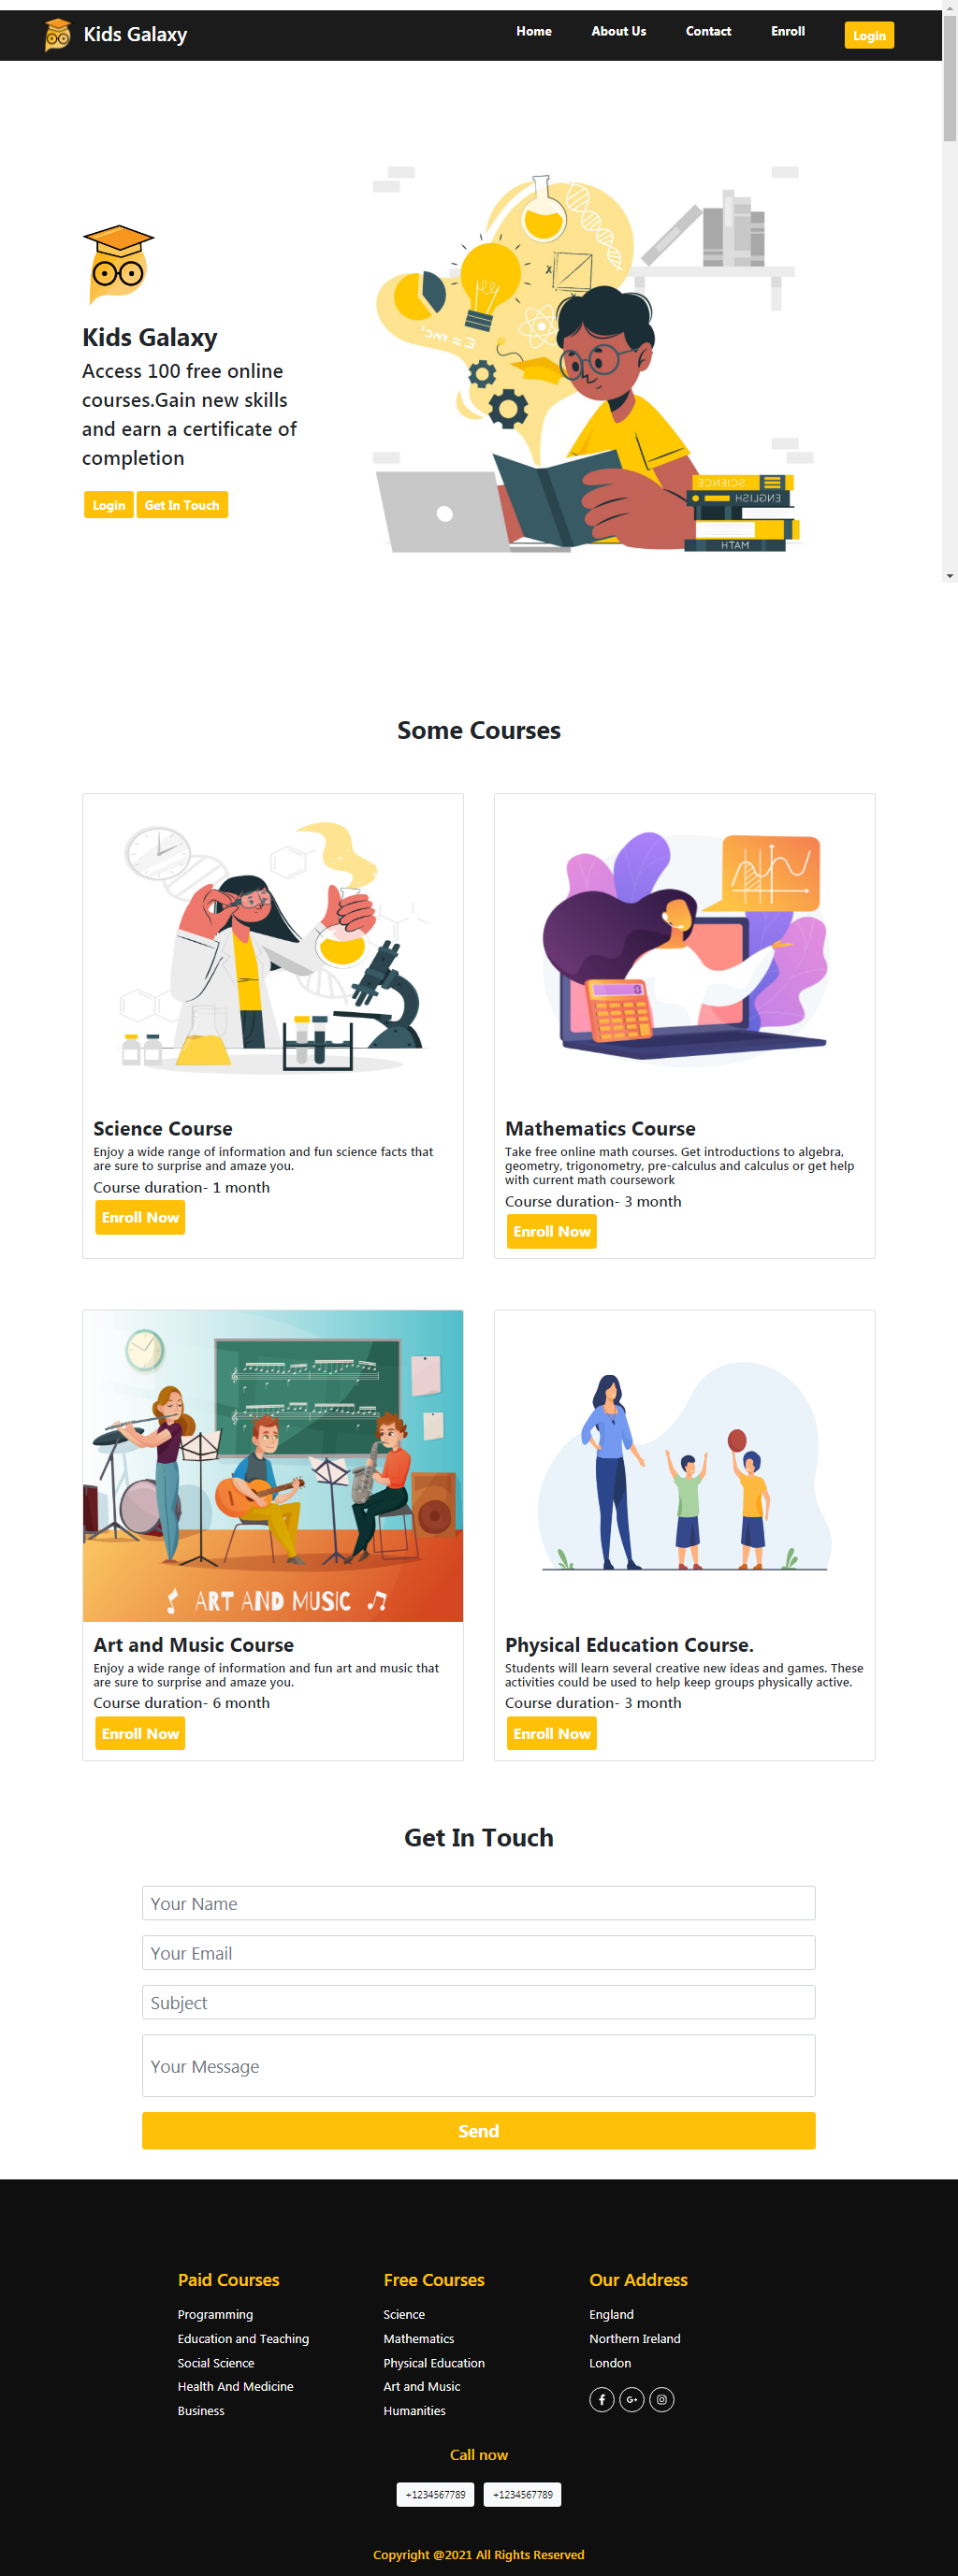 Kids Galaxy
Home
About Us
Contact
Enroll
Login
x
E = mc²
SCIENCE
ENGLISH
MATH
Kids Galaxy
Access 100 free online
courses.Gain new skills
and earn a certificate of
completion
Login
Get In Touch
Some Courses
Science Course
Enjoy a wide range of information and fun science facts that
are sure to surprise and amaze you.
Course duration- 1 month
Enroll Now
Mathematics Course
Take free online math courses. Get introductions to algebra,
geometry, trigonometry, pre-calculus and calculus or get help
with current math coursework
Course duration- 3 month
Enroll Now
ART AND MUSIC
Art and Music Course
Enjoy a wide range of information and fun art and music that
are sure to surprise and amaze you.
Course duration- 6 month
Enroll Now
Physical Education Course.
Students will learn several creative new ideas and games. These
activities could be used to help keep groups physically active.
Course duration- 3 month
Enroll Now
Get In Touch
Your Name
Your Email
Subject
Your Message
Send
Paid Courses
Programming
Education and Teaching
Social Science
Health And Medicine
Business
Free Courses
Science
Mathematics
Physical Education
Art and Music
Humanities
Our Address
England
Northern Ireland
London
Call now
+1234567789
+1234567789
Copyright @2021 All Rights Reserved